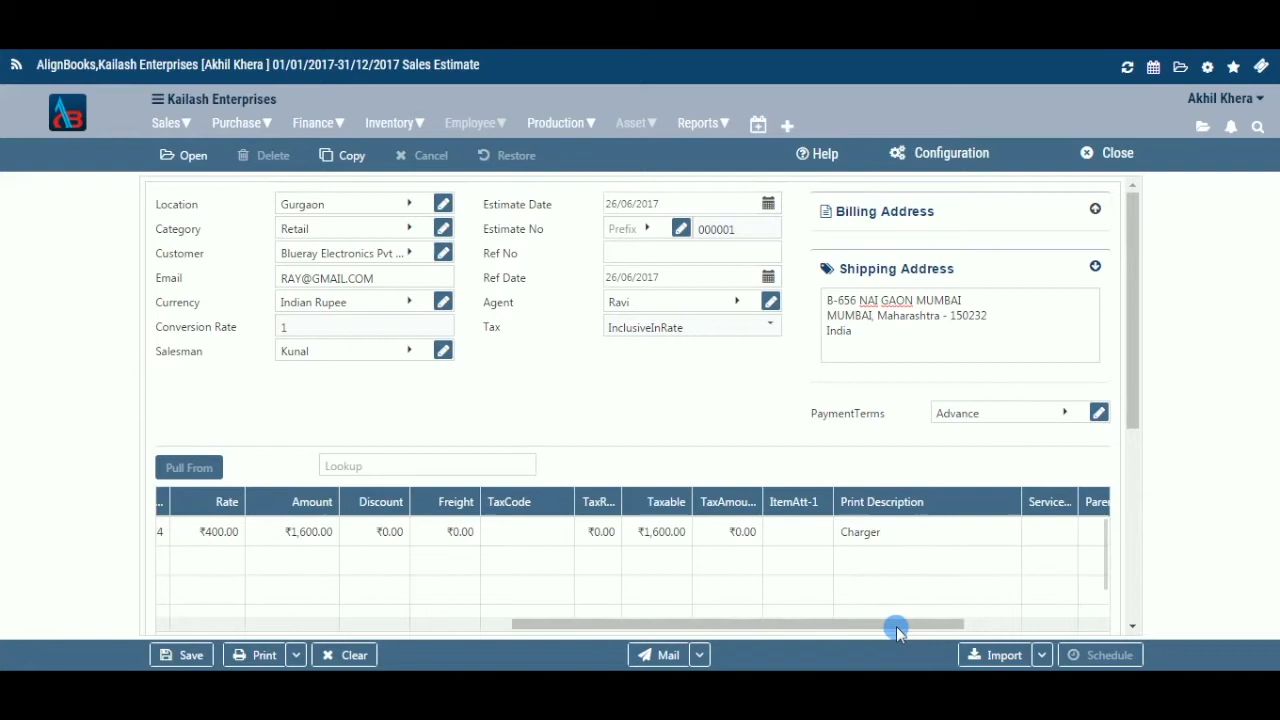 AlignBooks,Kailash Enterprises [Akhil Khera ] 01/01/2017-31/12/2017 Sales Estimate
Kailash Enterprises
Akhil Khera
Sales Purchase Finance Inventory Employee Production Asset Reports
Open Delete Copy Cancel Restore Help Configuration Close
Location Gurgaon Estimate Date 26/06/2017 Billing Address
Category Retail Estimate No Prefix 000001
Customer Blueray Electronics Pvt ... Ref No Shipping Address
Email RAY@GMAIL.COM Ref Date 26/06/2017
Currency Indian Rupee Agent Ravi B-656 NAI GAON MUMBAI
Conversion Rate 1 Tax InclusiveInRate MUMBAI, Maharashtra - 150232
Salesman Kunal India
PaymentTerms Advance
Pull From Lookup
... Rate Amount Discount Freight TaxCode TaxR... Taxable TaxAmou... ItemAtt-1 Print Description Service... Parer
4 ₹400.00 ₹1,600.00 ₹0.00 ₹0.00 ₹0.00 ₹1,600.00 ₹0.00 Charger
Save Print Clear Mail Import Schedule